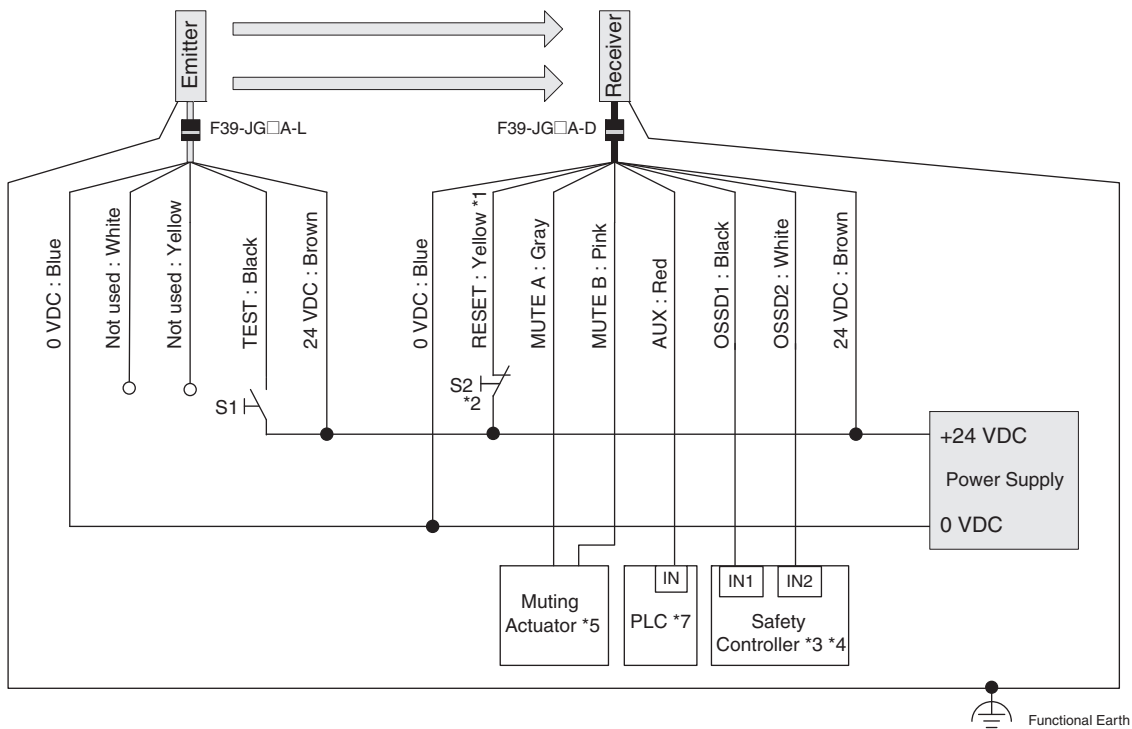 Emitter
Receiver
F39-JG□A-L
F39-JG□A-D
0 VDC : Blue
Not used : White
Not used : Yellow
TEST : Black
24 VDC : Brown
0 VDC : Blue
RESET : Yellow *1
MUTE A : Gray
MUTE B : Pink
AUX : Red
OSSD1 : Black
OSSD2 : White
24 VDC : Brown
S1
S2
*2
+24 VDC
Power Supply
0 VDC
IN
IN1
IN2
Muting
Actuator *5
PLC *7
Safety
Controller *3 *4
Functional Earth